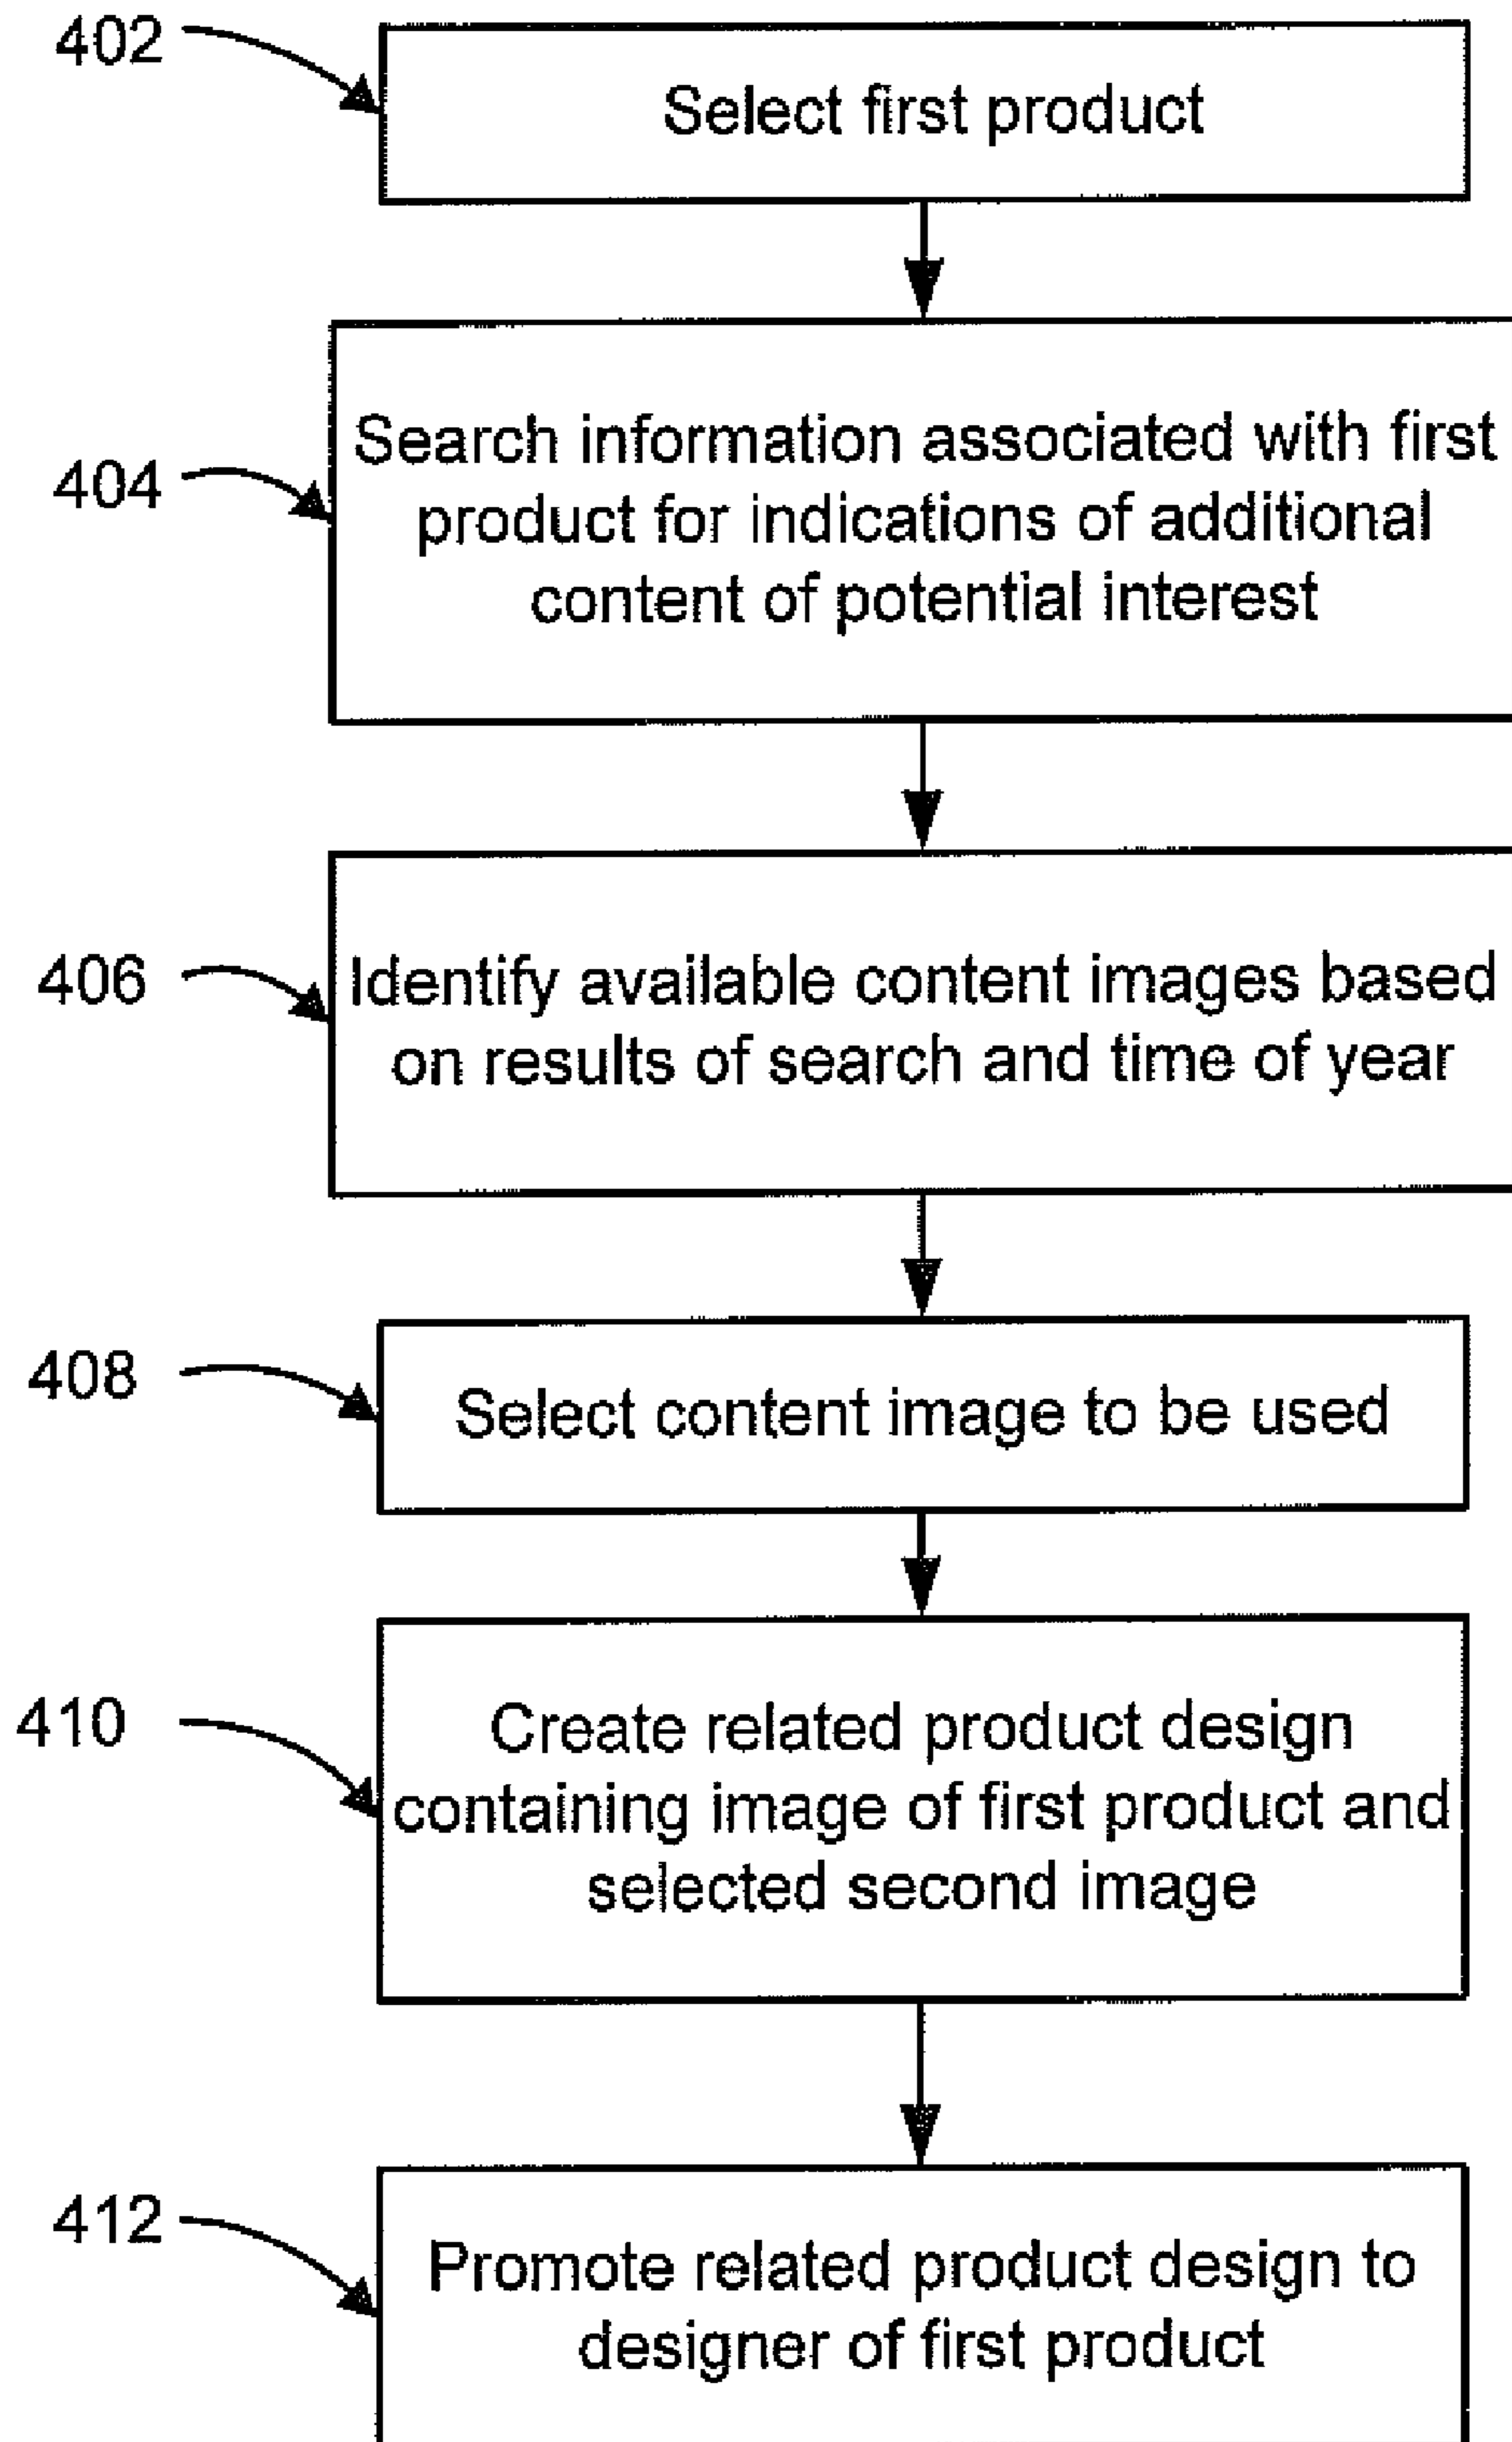 402
Select first product
404
Search information associated with first
product for indications of additional
content of potential interest
406
Identify available content images based
on results of search and time of year
408
Select content image to be used
410
Create related product design
containing image of first product and
selected second image
412
Promote related product design to
designer of first product